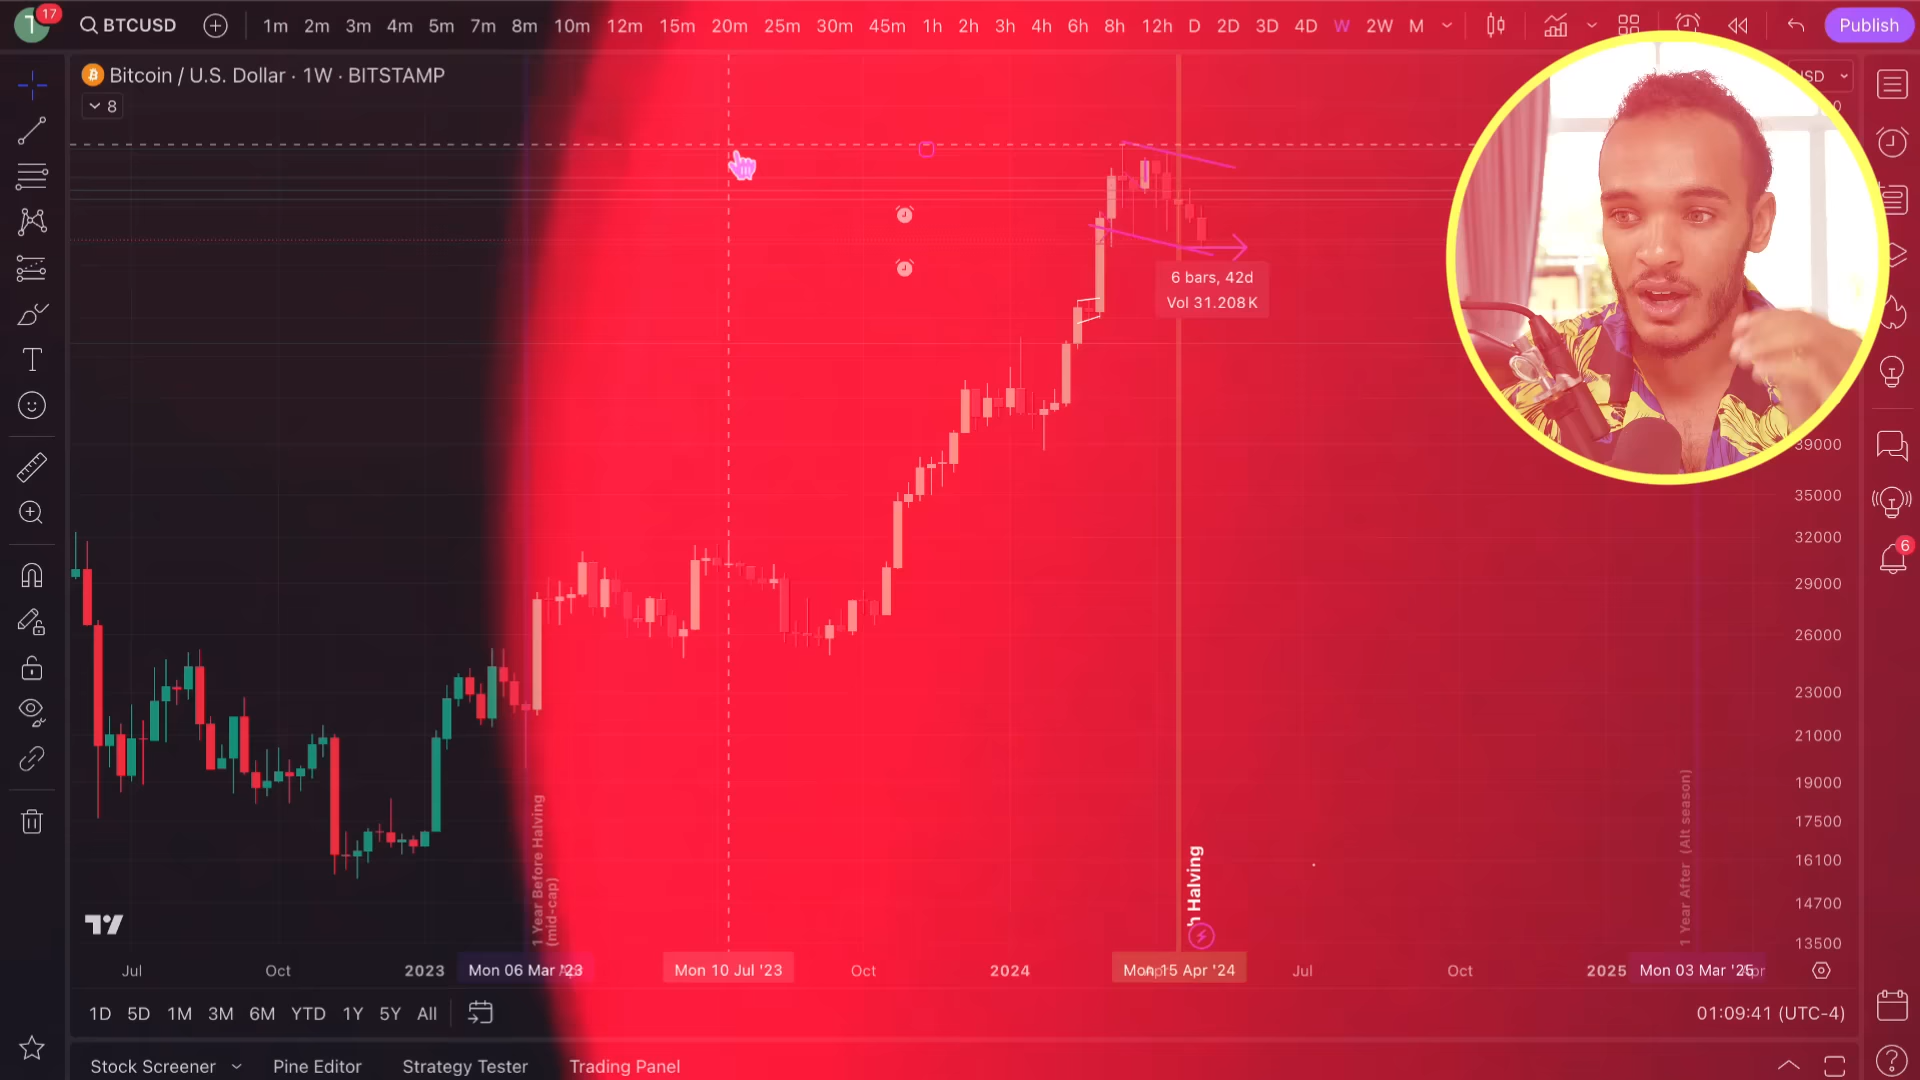 17
BTCUSD
1m 2m 3m 4m 5m 7m 8m 10m 12m 15m 20m 25m 30m 45m 1h 2h 3h 4h 6h 8h 12h D 2D 3D 4D W 2W M
Publish
Bitcoin / U.S. Dollar · 1W · BITSTAMP
8
6 bars, 42d
Vol 31.208K
39000
35000
6
32000
29000
26000
23000
21000
19000
17500
16100
14700
13500
1 Year Before Halving
(mid-cap)
Halving
1 Year After (Alt season)
Jul Oct 2023 Mon 06 Mar '23 Mon 10 Jul '23 Oct 2024 Mon 15 Apr '24 Jul Oct 2025 Mon 03 Mar '25
1D 5D 1M 3M 6M YTD 1Y 5Y All
01:09:41 (UTC-4)
Stock Screener Pine Editor Strategy Tester Trading Panel